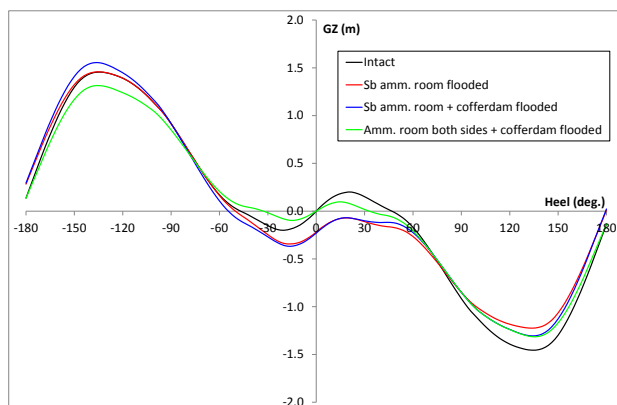 2.0
GZ (m)
1.5
Intact
Sb amm. room flooded
Sb amm. room + cofferdam flooded
Amm. room both sides + cofferdam flooded
1.0
0.5
0.0
Heel (deg.)
-180 -150 -120 -90 -60 -30 0 30 60 90 120 150 180
-0.5
-1.0
-1.5
-2.0